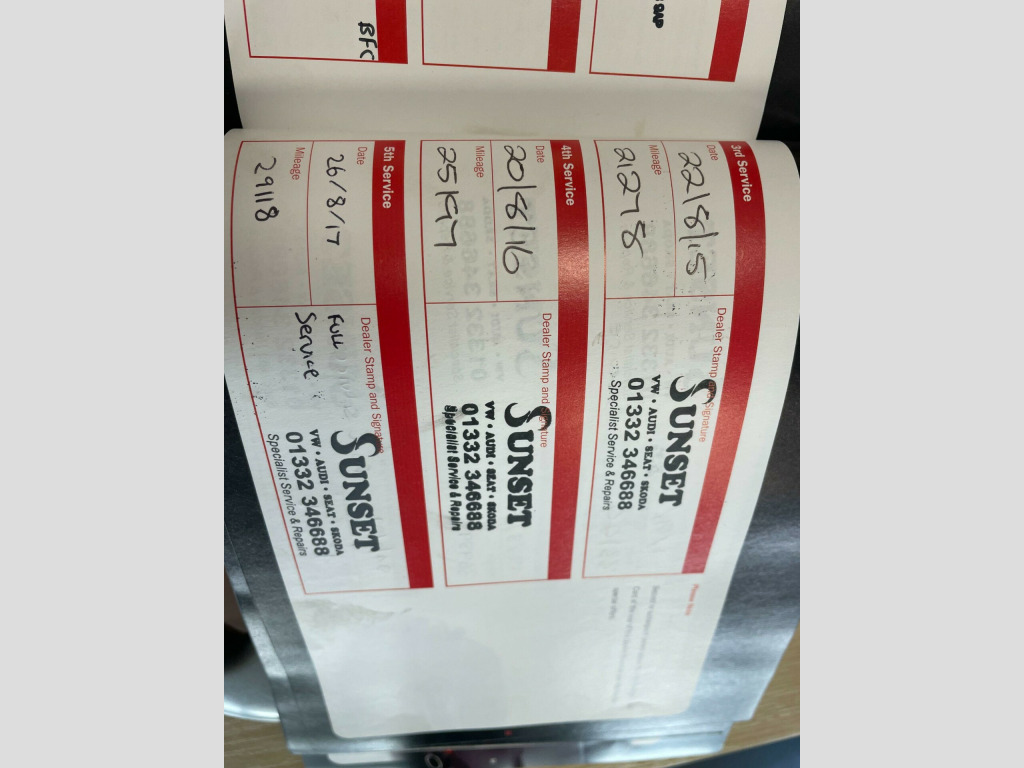 GAP
BFC
3rd Service
Date
22/8/15
Mileage
21278
Dealer Stamp and Signature
SUNSET
VW • AUDI • SEAT • SKODA
01332 346688
Specialist Service & Repairs
4th Service
Date
20/8/16
Mileage
25197
Dealer Stamp and Signature
SUNSET
VW • AUDI • SEAT • SKODA
01332 346688
Specialist Service & Repairs
5th Service
Date
26/8/17
Mileage
29118
Dealer Stamp and Signature
Full
Service
SUNSET
VW • AUDI • SEAT • SKODA
01332 346688
Specialist Service & Repairs
Please